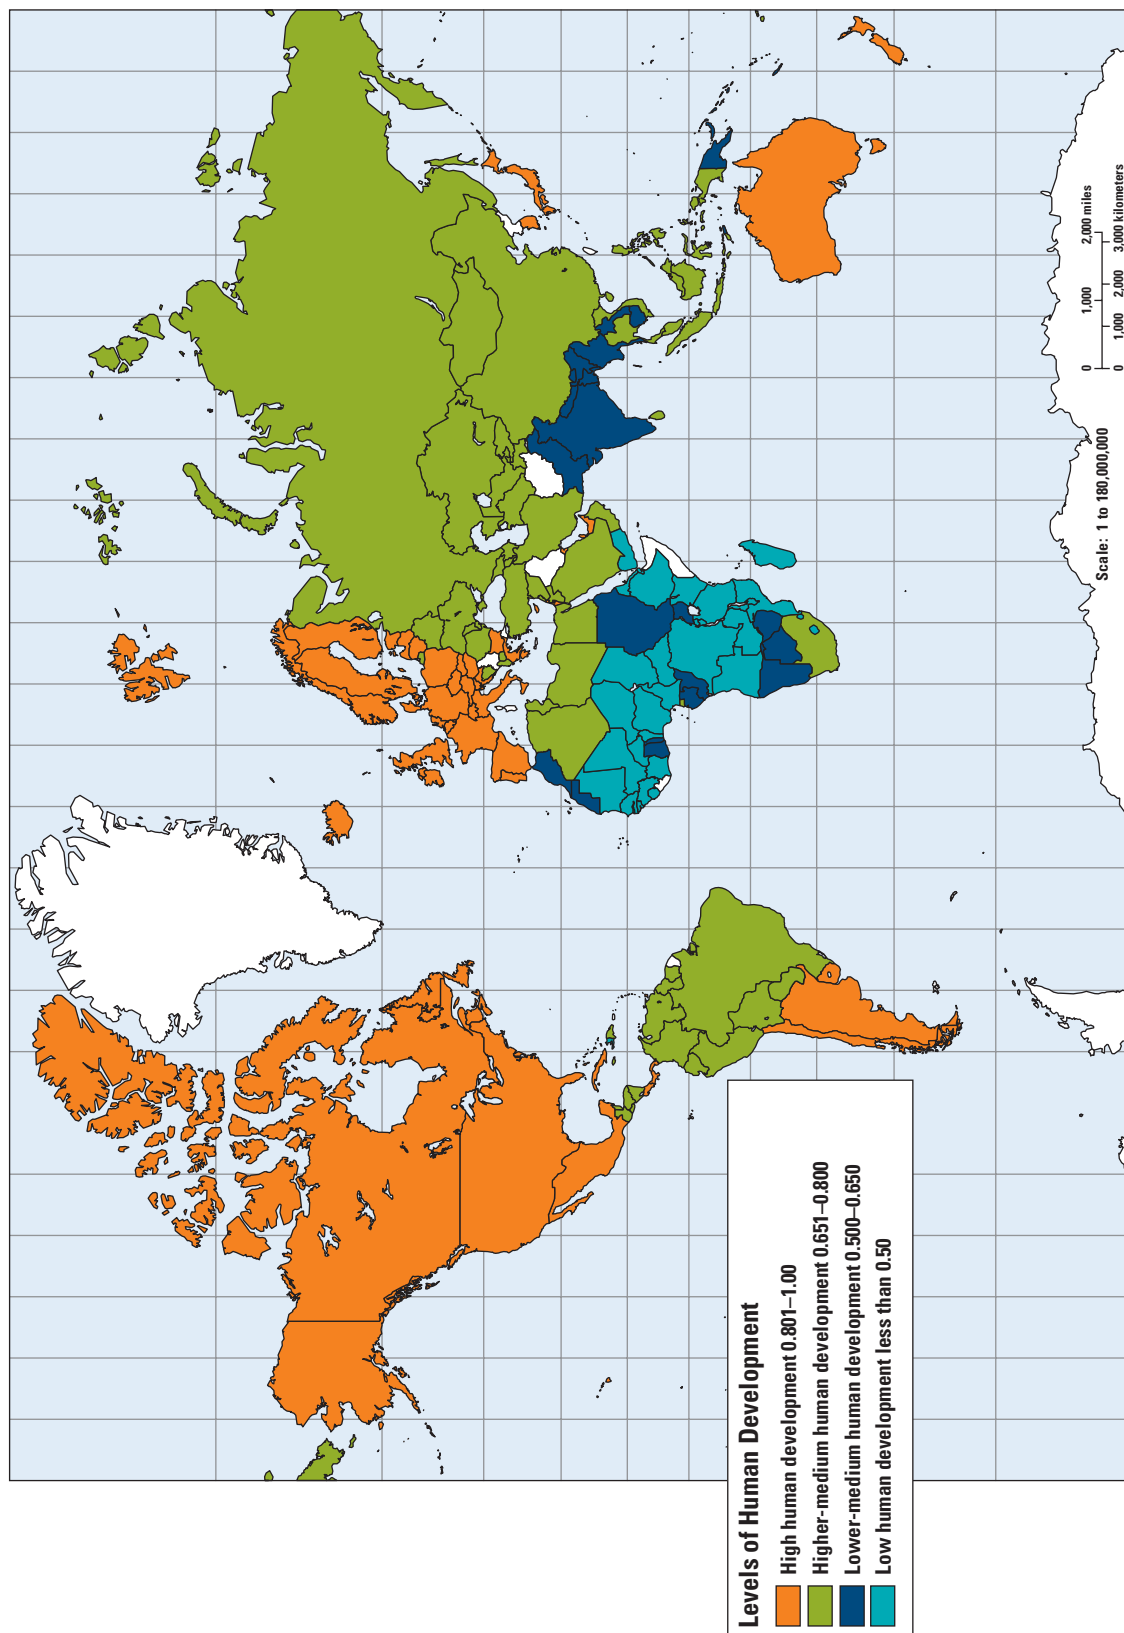 Levels of Human Development
High human development 0.801–1.00
Higher-medium human development 0.651–0.800
Lower-medium human development 0.500–0.650
Low human development less than 0.50
Scale: 1 to 180,000,000
0 1,000 2,000 miles
0 1,000 2,000 3,000 kilometers